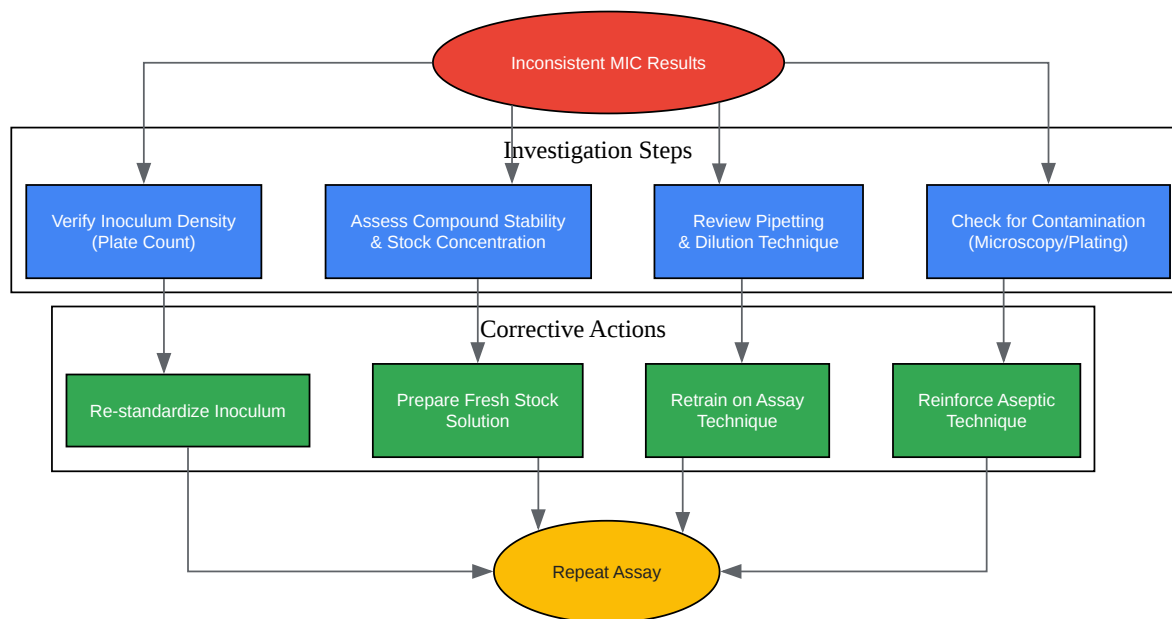 Inconsistent MIC Results
Investigation Steps
Verify Inoculum Density
(Plate Count)
Assess Compound Stability
& Stock Concentration
Review Pipetting
& Dilution Technique
Check for Contamination
(Microscopy/Plating)
Corrective Actions
Re-standardize Inoculum
Prepare Fresh Stock
Solution
Retrain on Assay
Technique
Reinforce Aseptic
Technique
Repeat Assay